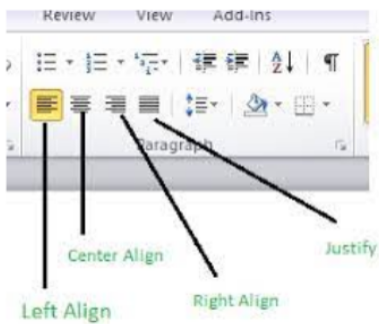 Review View Add-Ins
Paragraph
Center Align
Justify
Right Align
Left Align